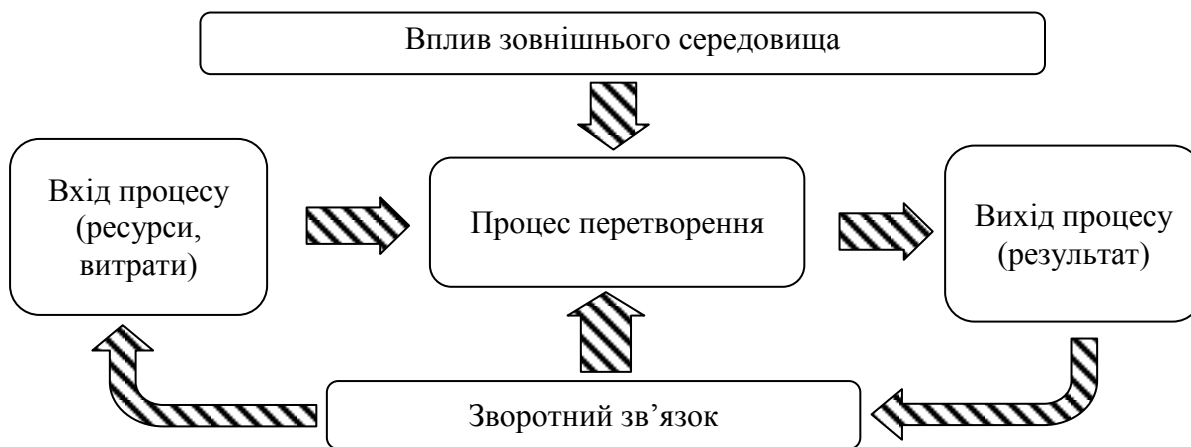 Вплив зовнішнього середовища
Вхід процесу
(ресурси,
витрати)
Процес перетворення
Вихід процесу
(результат)
Зворотний зв’язок